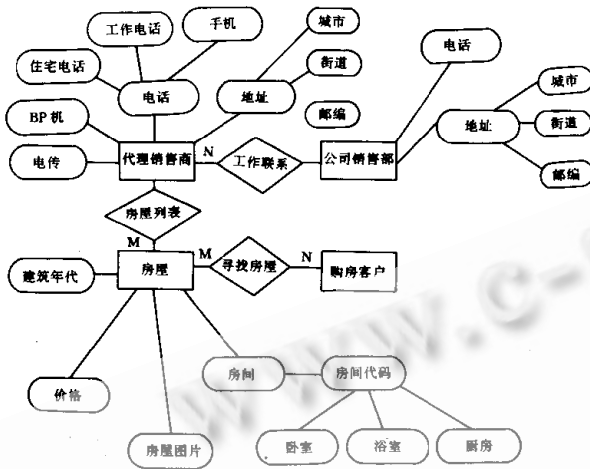 工作电话
手机
城市
电话
住宅电话
电话
地址
街道
城市
BP 机
邮编
地址
街道
电传
代理销售商
N
工作联系
公司销售部
邮编
房屋列表
M
建筑年代
房屋
M
寻找房屋
N
购房客户
房间
房间代码
价格
房屋图片
卧室
浴室
厨房
www.c-